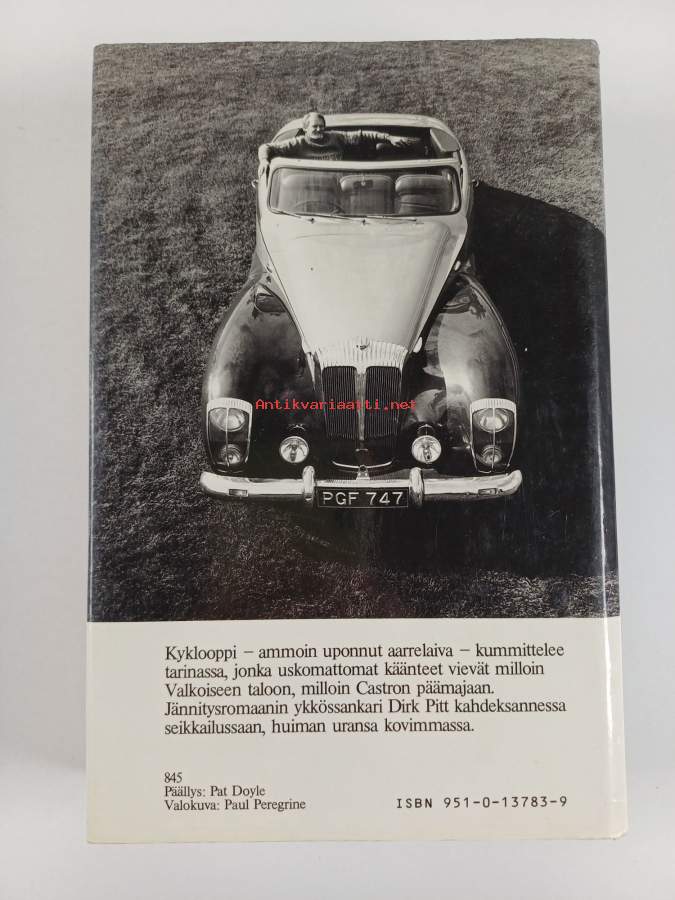 Antikvariaatti.net
PGF 747
Kyklooppi – ammoin uponnut aarrelaiva – kummittelee
tarinassa, jonka uskomattomat käänteet vievät milloin
Valkoiseen taloon, milloin Castron päämajaan.
Jännitysromaanin ykkössankari Dirk Pitt kahdeksannessa
seikkailussaan, huiman uransa kovimmassa.
845
Päällys: Pat Doyle
Valokuva: Paul Peregrine
ISBN 951-0-13783-9